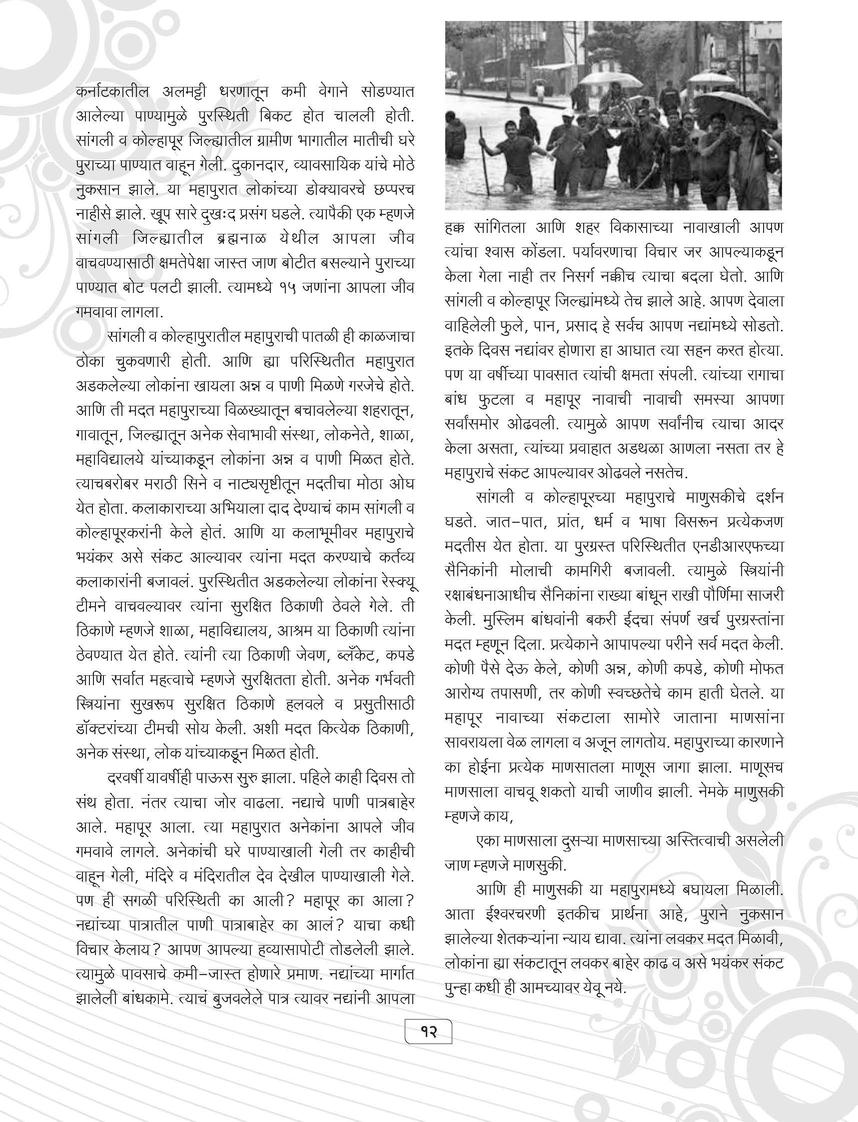 कर्नाटकातील अलमट्टी धरणातून कमी वेगाने सोडण्यात
आलेल्या पाण्यामुळे पुरस्थिती बिकट होत चालली होती.
सांगली व कोल्हापूर जिल्ह्यातील ग्रामीण भागातील मातीची घरे
पुराच्या पाण्यात वाहून गेली. दुकानदार, व्यावसायिक यांचे मोठे
नुकसान झाले. या महापुरात लोकांच्या डोक्यावरचे छप्परच
नाहीसे झाले. खूप सारे दुखःद प्रसंग घडले. त्यापैकी एक म्हणजे
सांगली जिल्ह्यातील ब्रह्मनाळ येथील आपला जीव
वाचवण्यासाठी क्षमतेपेक्षा जास्त जाण बोटीत बसल्याने पुराच्या
पाण्यात बोट पलटी झाली. त्यामध्ये १५ जणांना आपला जीव
गमवावा लागला.
सांगली व कोल्हापुरातील महापुराची पातळी ही काळजाचा
ठोका चुकवणारी होती. आणि ह्या परिस्थितीत महापुरात
अडकलेल्या लोकांना खायला अन्न व पाणी मिळणे गरजेचे होते.
आणि ती मदत महापुराच्या विळख्यातून बचावलेल्या शहरातून,
गावातून, जिल्ह्यातून अनेक सेवाभावी संस्था, लोकनेते, शाळा,
महाविद्यालये यांच्याकडून लोकांना अन्न व पाणी मिळत होते.
त्याचबरोबर मराठी सिने व नाट्यसृष्टीतून मदतीचा मोठा ओघ
येत होता. कलाकाराच्या अभियाला दाद देण्याचं काम सांगली व
कोल्हापूरकरांनी केले होतं. आणि या कलाभूमीवर महापुराचे
भयंकर असे संकट आल्यावर त्यांना मदत करण्याचे कर्तव्य
कलाकारांनी बजावलं. पुरस्थितीत अडकलेल्या लोकांना रेस्क्यू
टीमने वाचवल्यावर त्यांना सुरक्षित ठिकाणी ठेवले गेले. ती
ठिकाणे म्हणजे शाळा, महाविद्यालय, आश्रम या ठिकाणी त्यांना
ठेवण्यात येत होते. त्यांनी त्या ठिकाणी जेवण, ब्लँकेट, कपडे
आणि सर्वात महत्वाचे म्हणजे सुरक्षितता होती. अनेक गर्भवती
स्त्रियांना सुखरूप सुरक्षित ठिकाणे हलवले व प्रसुतीसाठी
डॉक्टरांच्या टीमची सोय केली. अशी मदत कित्येक ठिकाणी,
अनेक संस्था, लोक यांच्याकडून मिळत होती.
दरवर्षी यावर्षीही पाऊस सुरु झाला. पहिले काही दिवस तो
संथ होता. नंतर त्याचा जोर वाढला. नद्याचे पाणी पात्रबाहेर
आले. महापूर आला. त्या महापुरात अनेकांना आपले जीव
गमवावे लागले. अनेकांची घरे पाण्याखाली गेली तर काहीची
वाहून गेली, मंदिरे व मंदिरातील देव देखील पाण्याखाली गेले.
पण ही सगळी परिस्थिती का आली? महापूर का आला?
नद्यांच्या पात्रातील पाणी पात्राबाहेर का आलं? याचा कधी
विचार केलाय? आपण आपल्या हव्यासापोटी तोडलेली झाले.
त्यामुळे पावसाचे कमी-जास्त होणारे प्रमाण. नद्यांच्या मार्गात
झालेली बांधकामे. त्याचं बुजवलेले पात्र त्यावर नद्यांनी आपला
हक्क सांगितला आणि शहर विकासाच्या नावाखाली आपण
त्यांचा श्वास कोंडला. पर्यावरणाचा विचार जर आपल्याकडून
केला गेला नाही तर निसर्ग नक्कीच त्याचा बदला घेतो. आणि
सांगली व कोल्हापूर जिल्ह्यांमध्ये तेच झाले आहे. आपण देवाला
वाहिलेली फुले, पान, प्रसाद हे सर्वच आपण नद्यांमध्ये सोडतो.
इतके दिवस नद्यांवर होणारा हा आघात त्या सहन करत होत्या.
पण या वर्षीच्या पावसात त्यांची क्षमता संपली. त्यांच्या रागाचा
बांध फुटला व महापूर नावाची नावाची समस्या आपणा
सर्वांसमोर ओढवली. त्यामुळे आपण सर्वांनीच त्याचा आदर
केला असता, त्यांच्या प्रवाहात अडथळा आणला नसता तर हे
महापुराचे संकट आपल्यावर ओढवले नसतेच.
सांगली व कोल्हापूरच्या महापुराचे माणुसकीचे दर्शन
घडते. जात-पात, प्रांत, धर्म व भाषा विसरून प्रत्येकजण
मदतीस येत होता. या पुरग्रस्त परिस्थितीत एनडीआरएफच्या
सैनिकांनी मोलाची कामगिरी बजावली. त्यामुळे स्त्रियांनी
रक्षाबंधनाआधीच सैनिकांना राख्या बांधून राखी पौर्णिमा साजरी
केली. मुस्लिम बांधवांनी बकरी ईदचा संपर्ण खर्च पुरग्रस्तांना
मदत म्हणून दिला. प्रत्येकाने आपापल्या परीने सर्व मदत केली.
कोणी पैसे देऊ केले, कोणी अन्न, कोणी कपडे, कोणी मोफत
आरोग्य तपासणी, तर कोणी स्वच्छतेचे काम हाती घेतले. या
महापूर नावाच्या संकटाला सामोरे जाताना माणसांना
सावरायला वेळ लागला व अजून लागतोय. महापुराच्या कारणाने
का होईना प्रत्येक माणसातला माणूस जागा झाला. माणूसच
माणसाला वाचवू शकतो याची जाणीव झाली. नेमके माणुसकी
म्हणजे काय,
एका माणसाला दुसऱ्या माणसाच्या अस्तित्वाची असलेली
जाण म्हणजे माणसुकी.
आणि ही माणुसकी या महापुरामध्ये बघायला मिळाली.
आता ईश्वरचरणी इतकीच प्रार्थना आहे, पुराने नुकसान
झालेल्या शेतकऱ्यांना न्याय द्यावा. त्यांना लवकर मदत मिळावी,
लोकांना ह्या संकटातून लवकर बाहेर काढ व असे भयंकर संकट
पुन्हा कधी ही आमच्यावर येवू नये.
१२